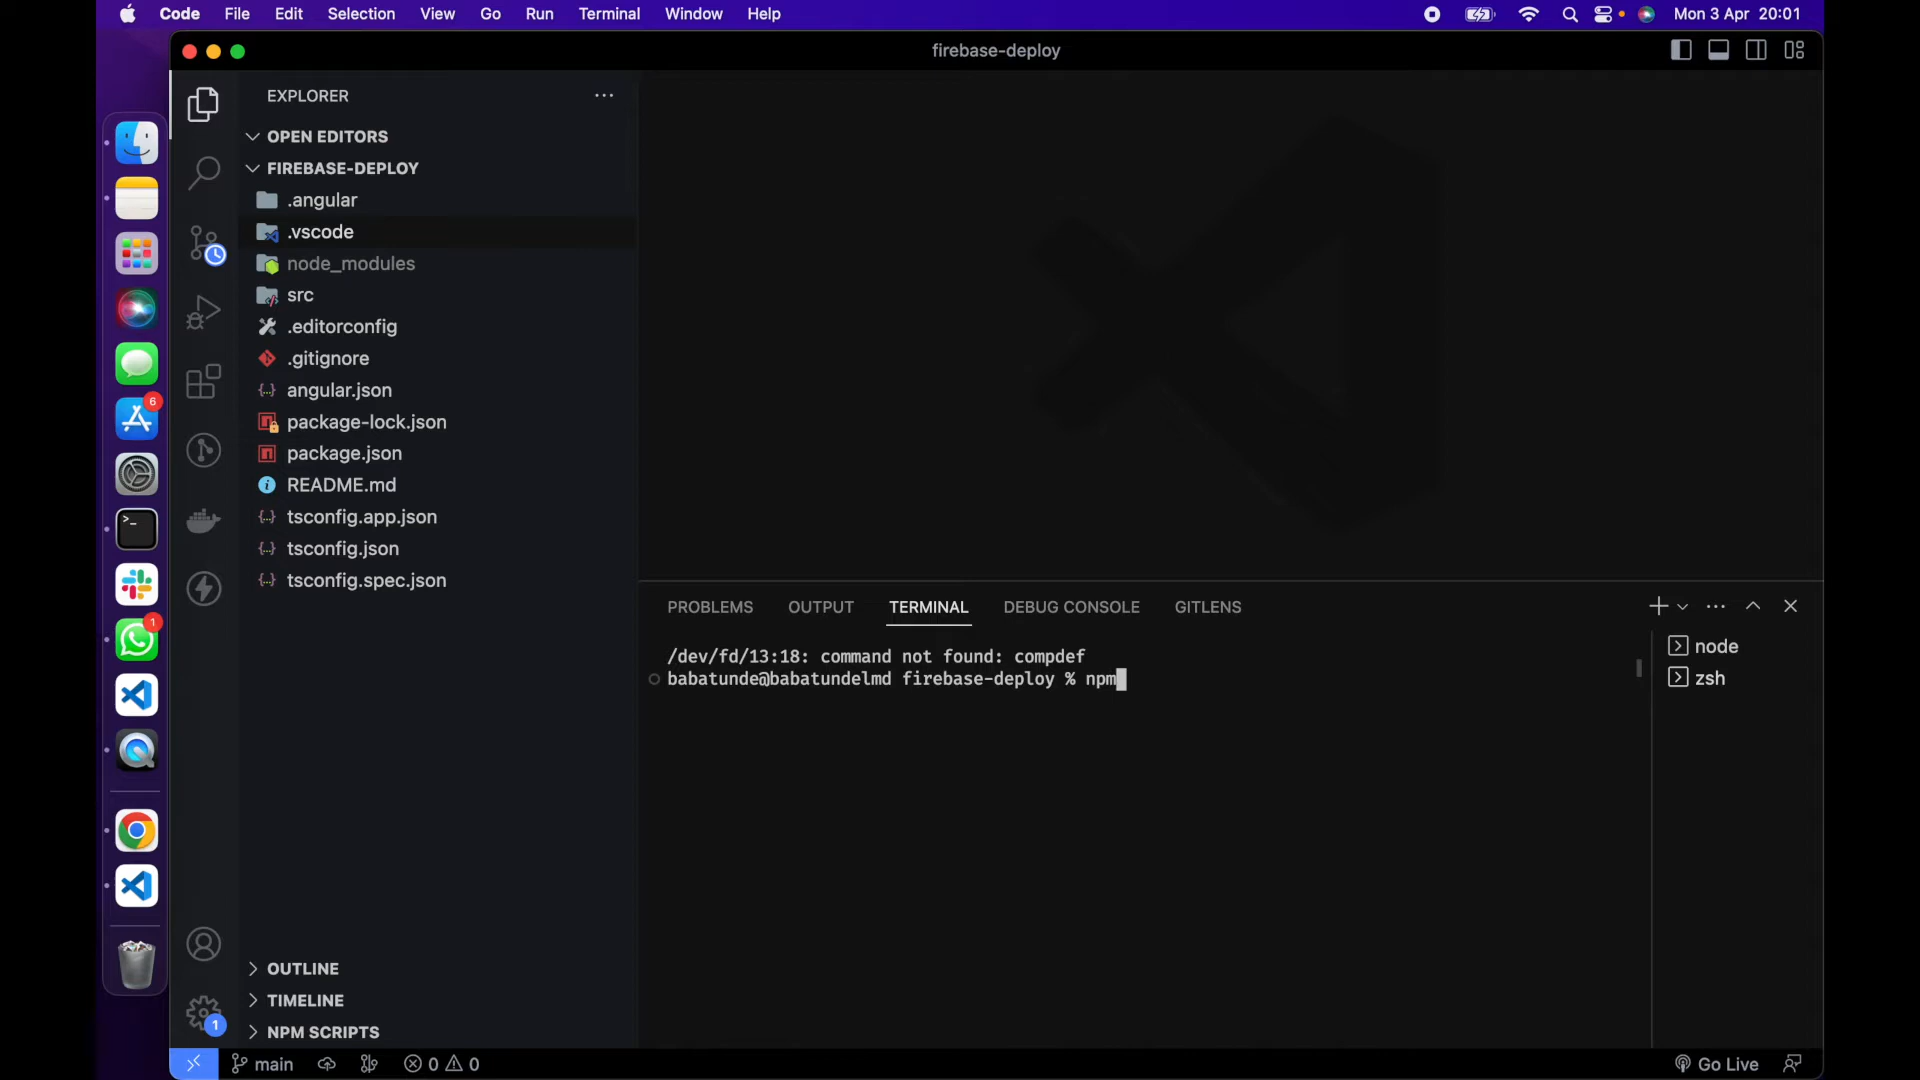 Code File Edit Selection View Go Run Terminal Window Help Mon 3 Apr 20:01
firebase-deploy
EXPLORER
OPEN EDITORS
FIREBASE-DEPLOY
.angular
.vscode
node_modules
src
.editorconfig
.gitignore
angular.json
package-lock.json
package.json
README.md
tsconfig.app.json
tsconfig.json
tsconfig.spec.json
6
1
PROBLEMS OUTPUT TERMINAL DEBUG CONSOLE GITLENS
/dev/fd/13:18: command not found: compdef
babatunde@babatundelmd firebase-deploy % npm
node
zsh
OUTLINE
TIMELINE
NPM SCRIPTS
1
main 0 0 Go Live